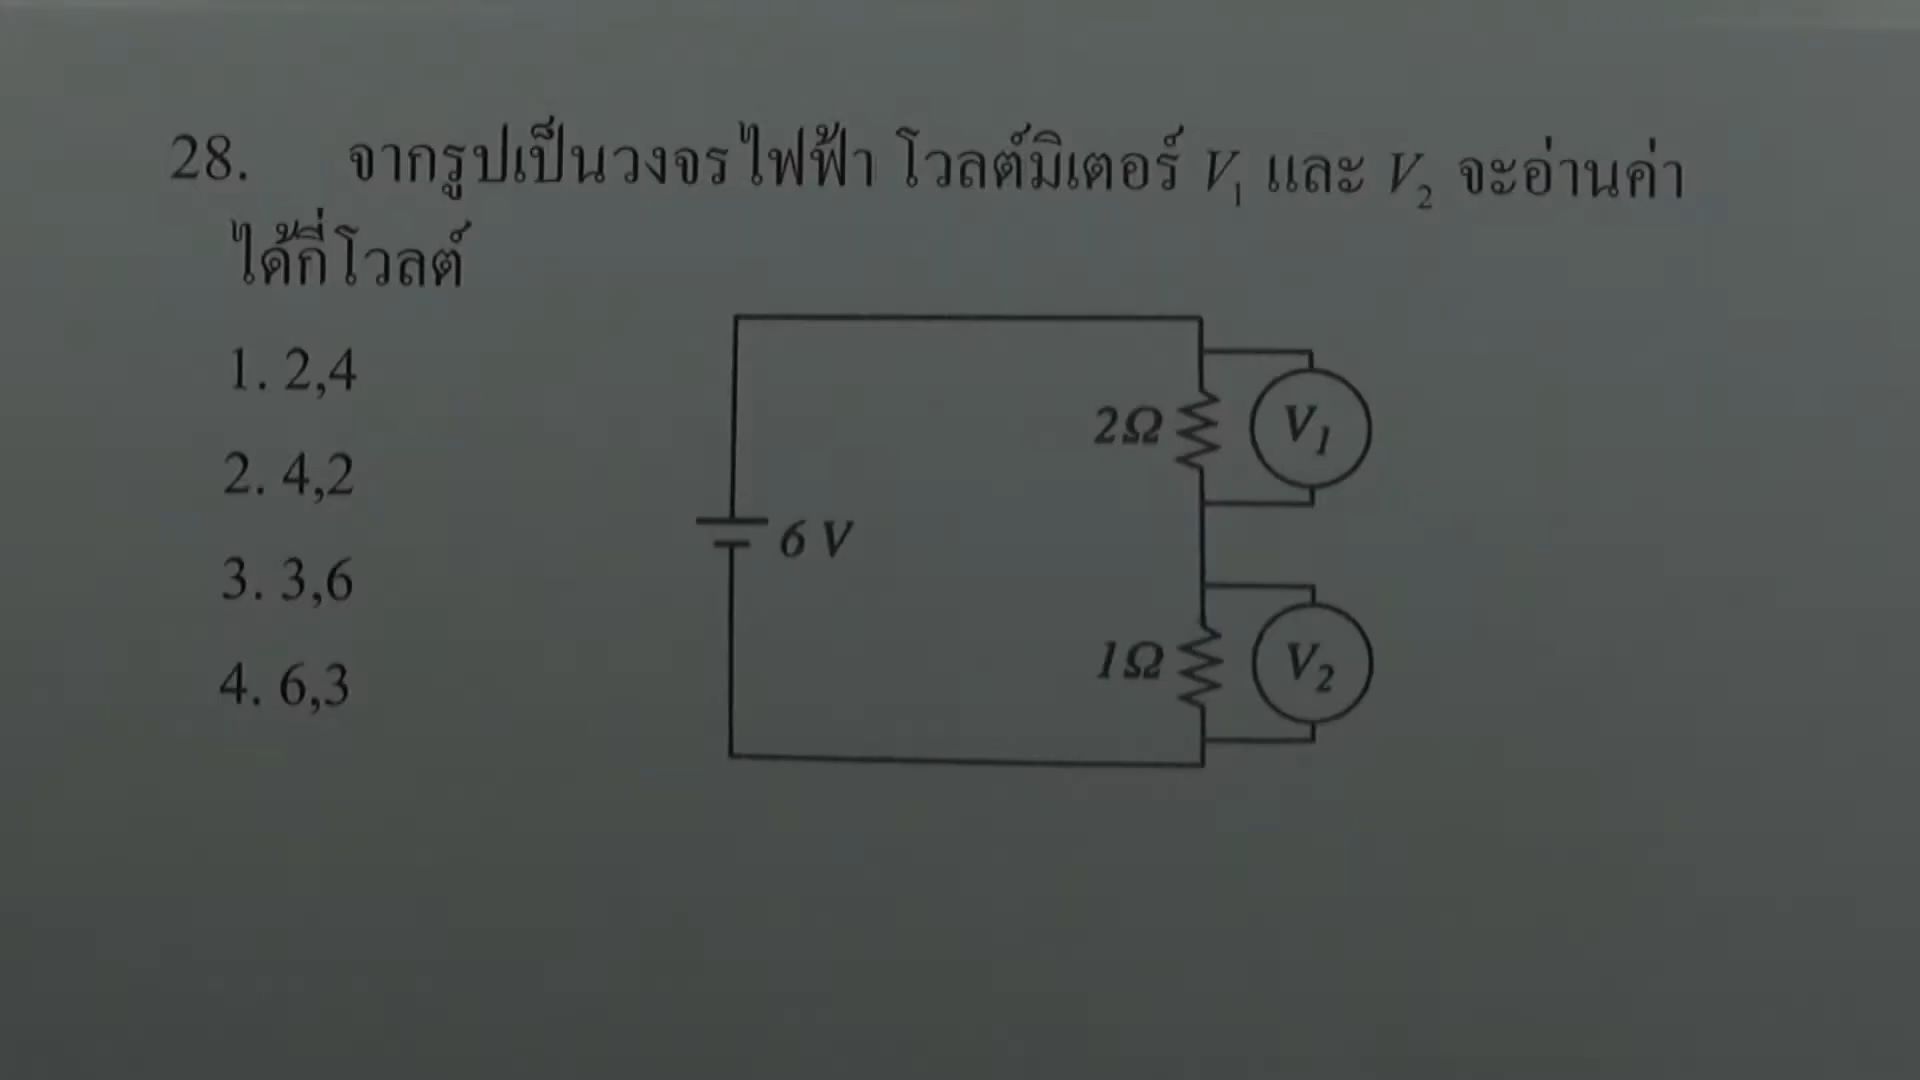 28. จากรูปเป็นวงจรไฟฟ้า โวลต์มิเตอร์ V₁ และ V₂ จะอ่านค่า
ได้กี่โวลต์
1. 2,4
2. 4,2
3. 3,6
4. 6,3
2Ω
V₁
6 V
1Ω
V₂